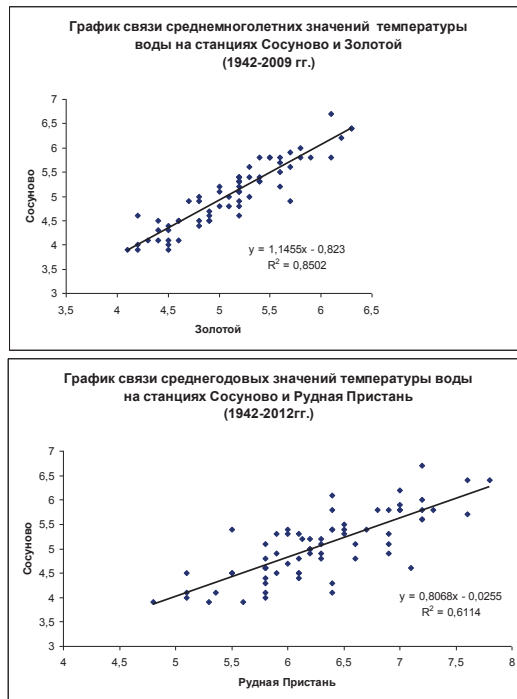 График связи среднемноголетних значений температуры
воды на станциях Сосуново и Золотой
(1942-2009 гг.)
7
6,5
6
5,5
5
4,5
4
3,5
3
Сосуново
y = 1,1455x - 0,823
R² = 0,8502
3,5 4 4,5 5 5,5 6 6,5
Золотой
График связи среднегодовых значений температуры воды
на станциях Сосуново и Рудная Пристань
(1942-2012гг.)
7
6,5
6
5,5
5
4,5
4
3,5
3
Сосуново
y = 0,8068x - 0,0255
R² = 0,6114
4 4,5 5 5,5 6 6,5 7 7,5 8
Рудная Пристань